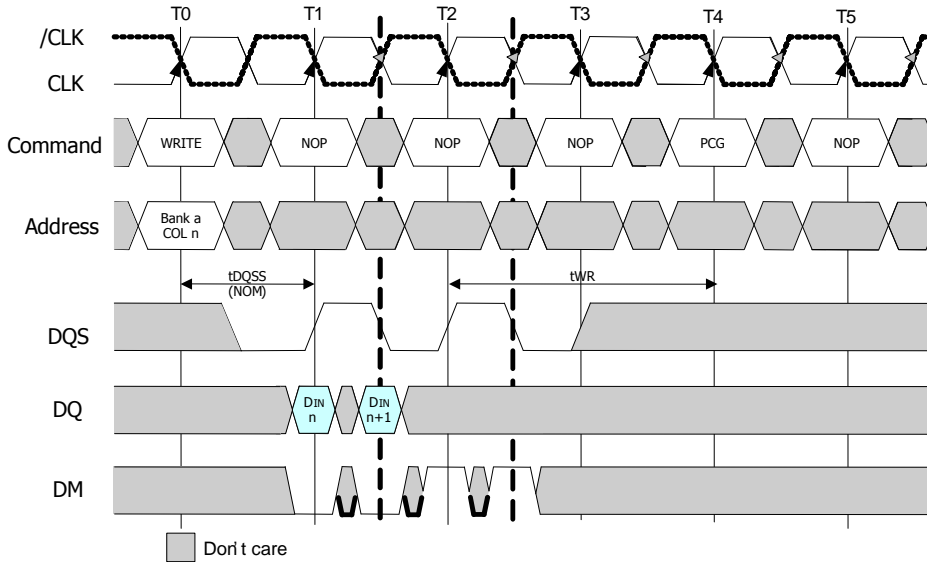 T0 T1 T2 T3 T4 T5
/CLK
CLK
Command WRITE NOP NOP NOP PCG NOP
Address Bank a
COL n
tDQSS
(NOM)
tWR
DQS
DQ DIN
n
DIN
n+1
DM
Don't care